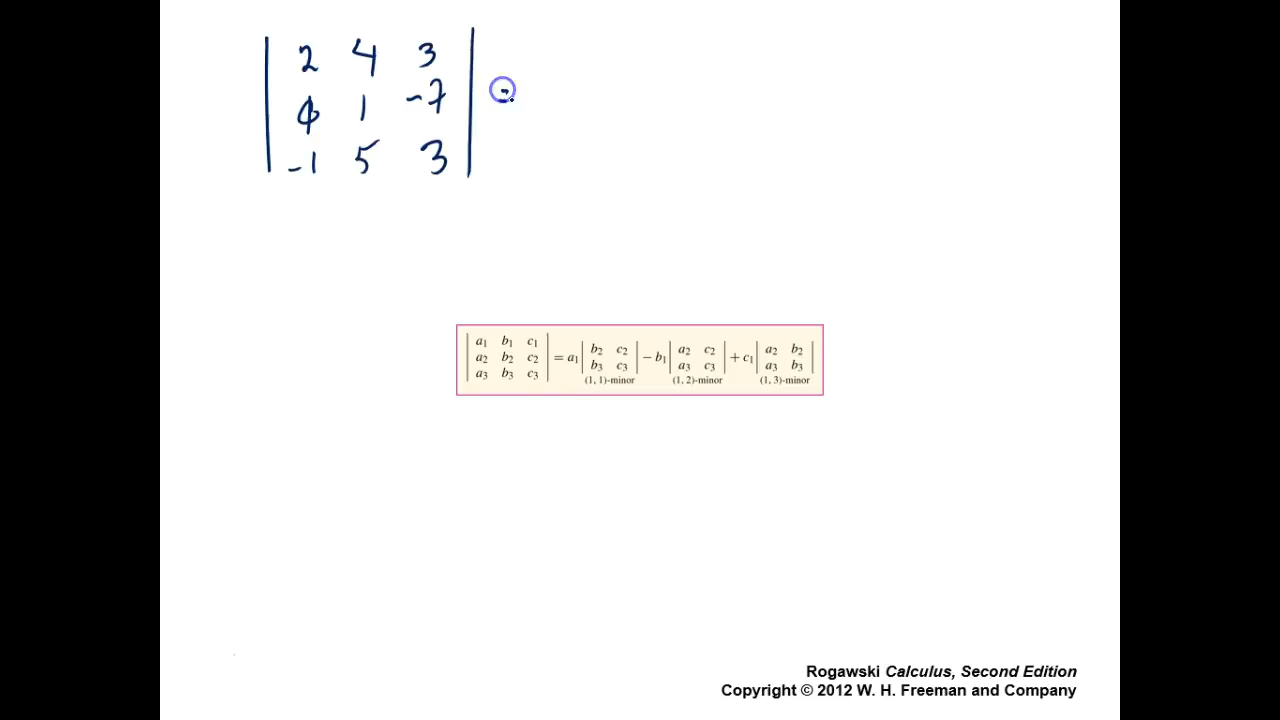 | 2 4 3 |
| 0 1 -7 |
| -1 5 3 |
| a₁ b₁ c₁ |
| a₂ b₂ c₂ |
| a₃ b₃ c₃ | = a₁ | b₂ c₂ | − b₁ | a₂ c₂ | + c₁ | a₂ b₂ |
| b₃ c₃ | | a₃ c₃ | | a₃ b₃ |
(1, 1)-minor (1, 2)-minor (1, 3)-minor
Rogawski Calculus, Second Edition
Copyright © 2012 W. H. Freeman and Company